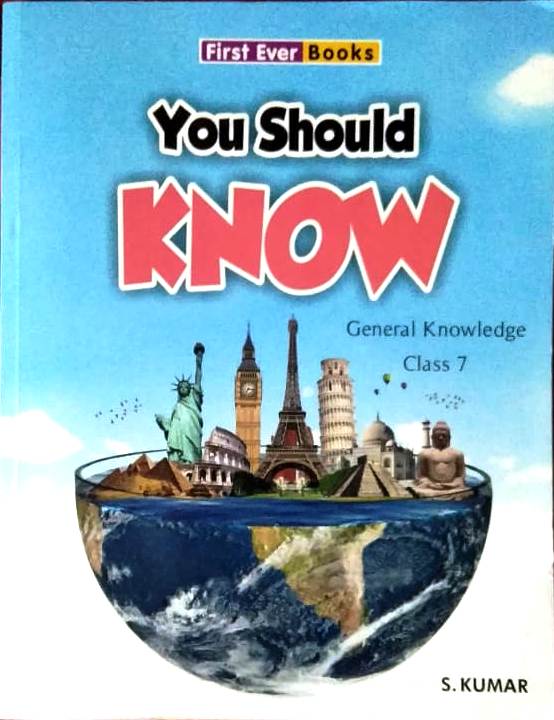 First Ever Books
You Should
KNOW
General Knowledge
Class 7
S. KUMAR